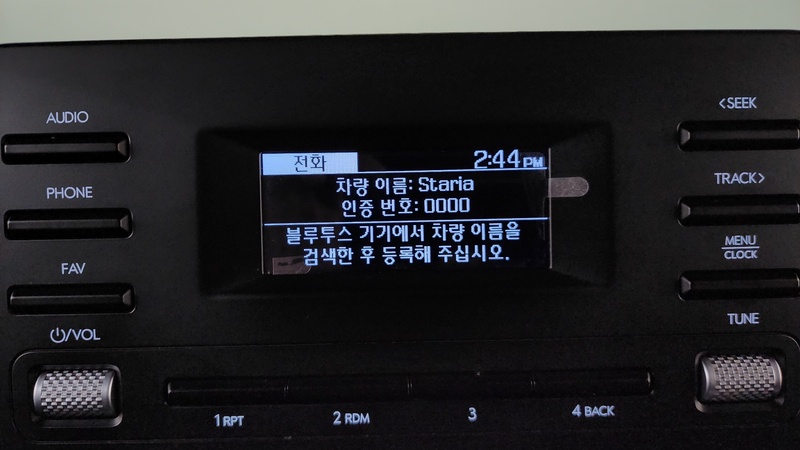 AUDIO
PHONE
FAV
⏻/VOL
전화 2:44 PM
차량 이름: Staria
인증 번호: 0000
블루투스 기기에서 차량 이름을
검색한 후 등록해 주십시오.
<SEEK
TRACK>
MENU
CLOCK
TUNE
1 RPT
2 RDM
3
4 BACK